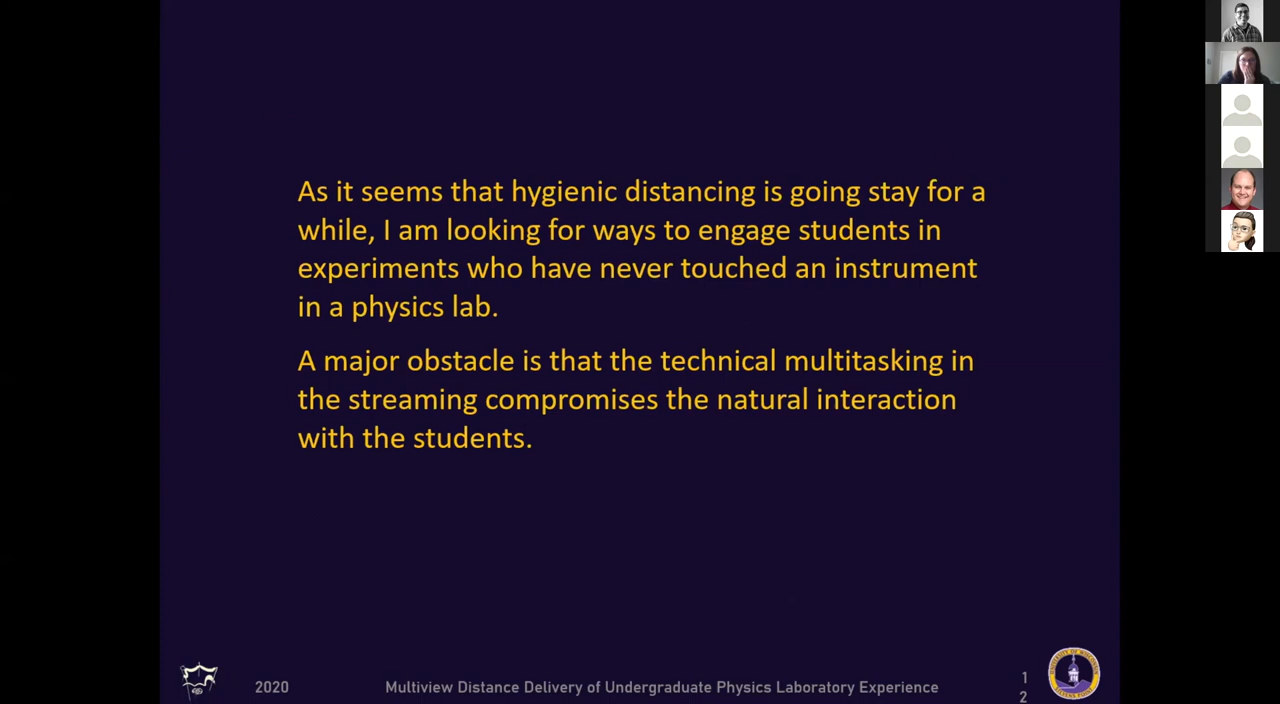 As it seems that hygienic distancing is going stay for a
while, I am looking for ways to engage students in
experiments who have never touched an instrument
in a physics lab.
A major obstacle is that the technical multitasking in
the streaming compromises the natural interaction
with the students.
2020
Multiview Distance Delivery of Undergraduate Physics Laboratory Experience
1
2